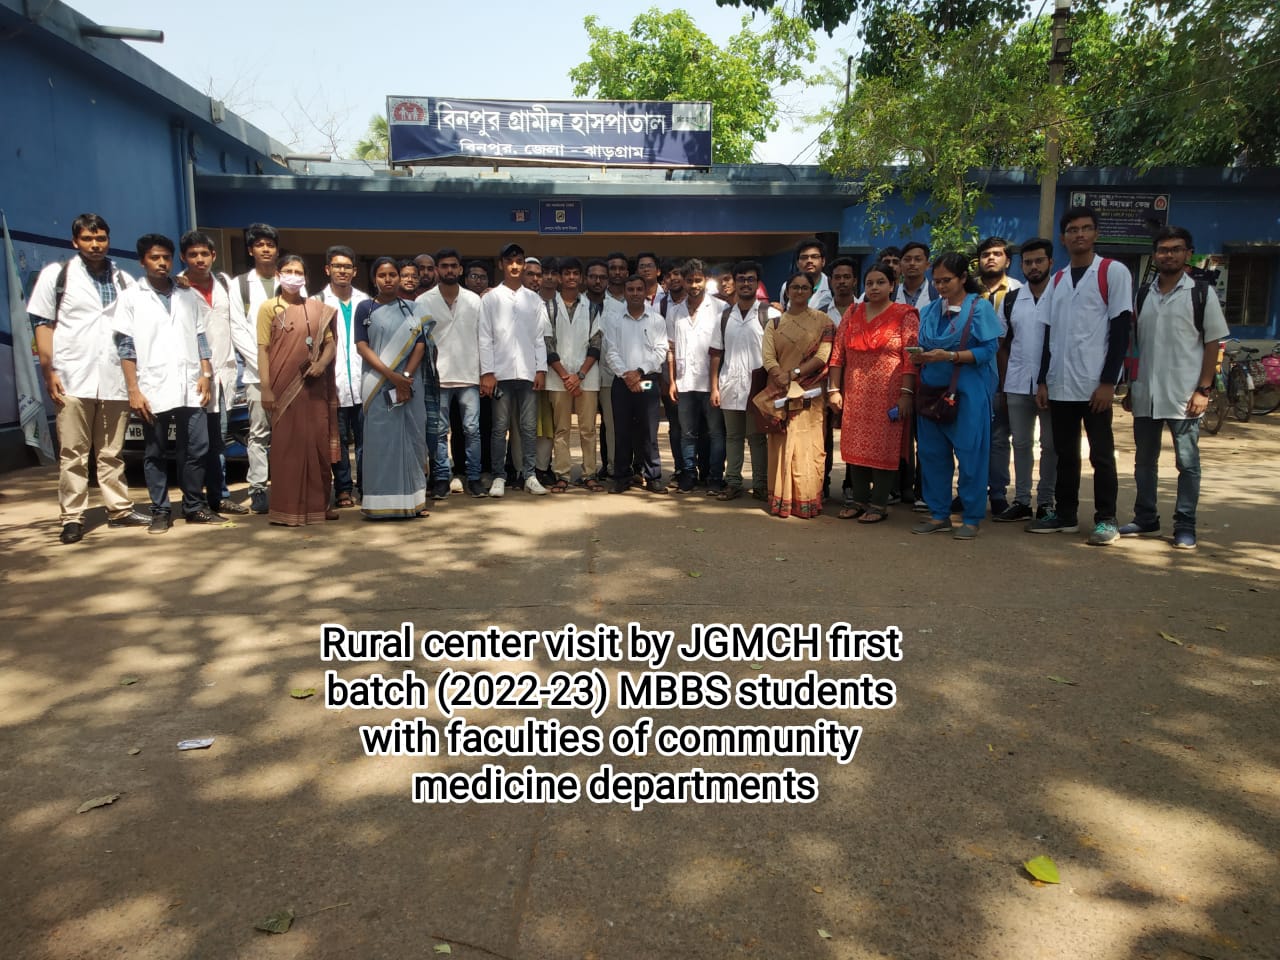 বিনপুর গ্রামীন হাসপাতাল
বিনপুর, জেলা - ঝাড়গ্রাম
রোগী সহায়তা কেন্দ্র
Rural center visit by JGMCH first
batch (2022-23) MBBS students
with faculties of community
medicine departments